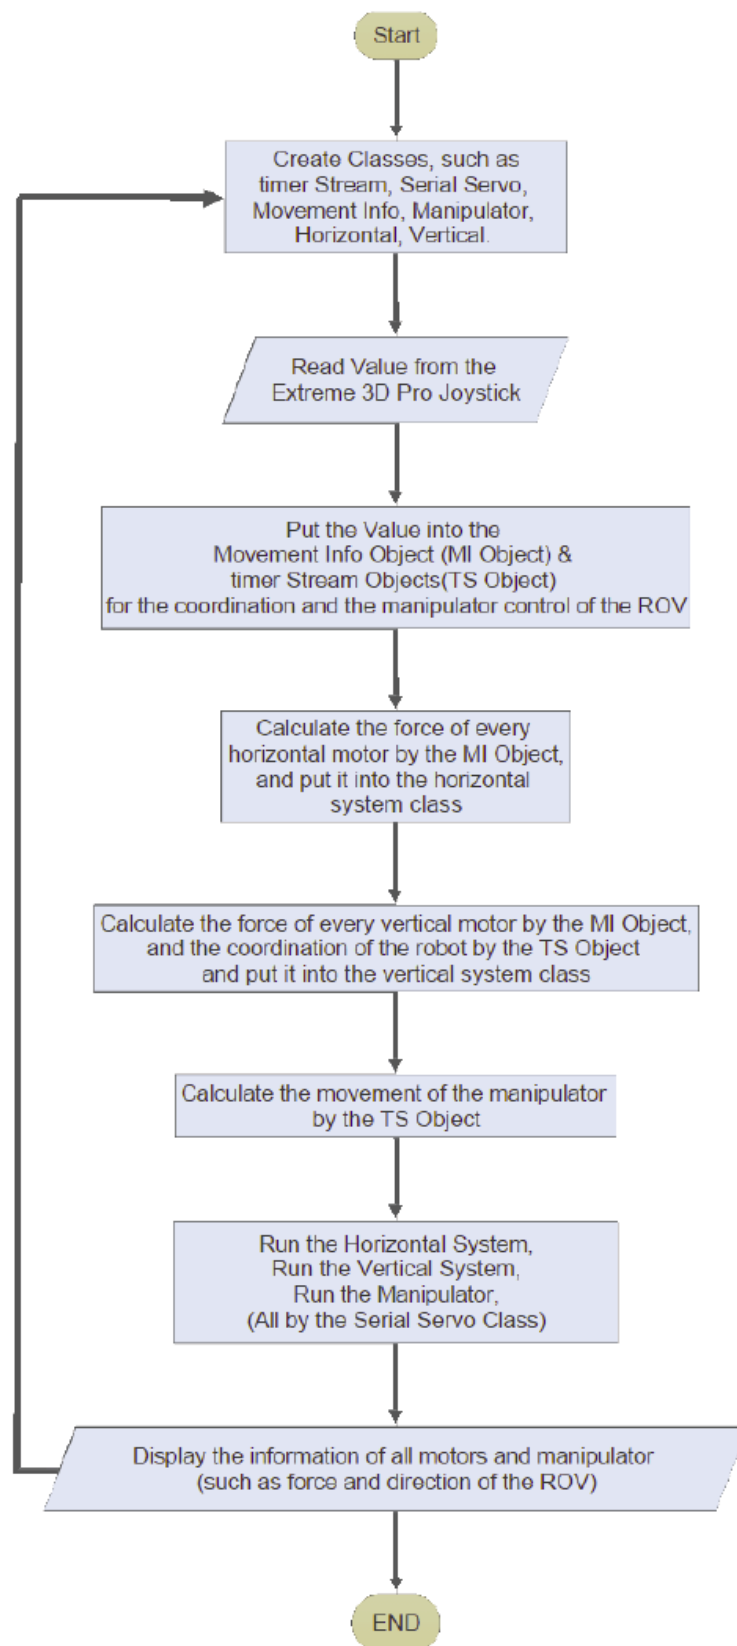 Start
Create Classes, such as
timer Stream, Serial Servo,
Movement Info, Manipulator,
Horizontal, Vertical.
Read Value from the
Extreme 3D Pro Joystick
Put the Value into the
Movement Info Object (MI Object) &
timer Stream Objects(TS Object)
for the coordination and the manipulator control of the ROV
Calculate the force of every
horizontal motor by the MI Object,
and put it into the horizontal
system class
Calculate the force of every vertical motor by the MI Object,
and the coordination of the robot by the TS Object
and put it into the vertical system class
Calculate the movement of the manipulator
by the TS Object
Run the Horizontal System,
Run the Vertical System,
Run the Manipulator,
(All by the Serial Servo Class)
Display the information of all motors and manipulator
(such as force and direction of the ROV)
END